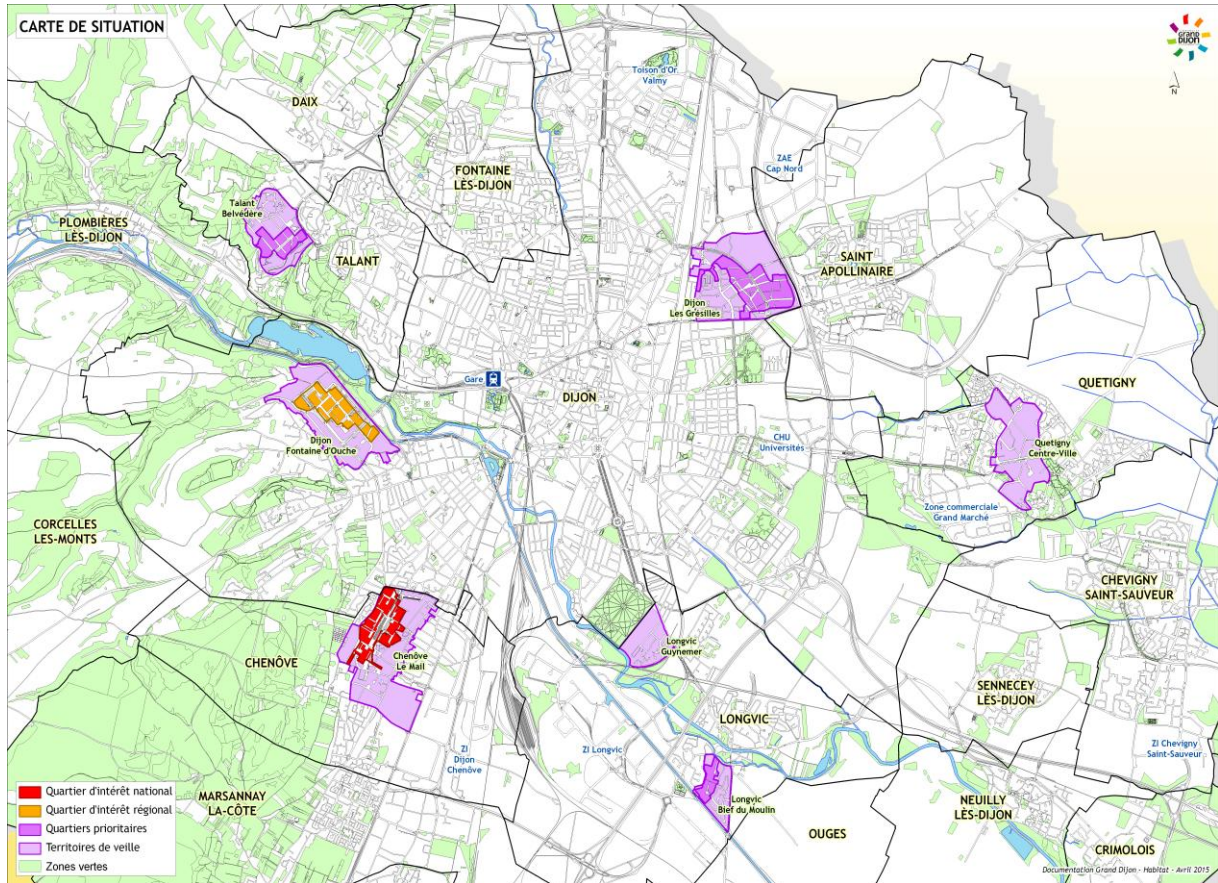 CARTE DE SITUATION
GRAND
DIJON
N
Toison d'Or
Valmy
DAIX
ZAE
Cap Nord
FONTAINE
LÈS-DIJON
Talant
Belvédère
PLOMBIÈRES
LÈS-DIJON
TALANT
SAINT
APOLLINAIRE
Dijon
Les Grésilles
Gare
DIJON
QUETIGNY
Dijon
Fontaine d'Ouche
CHU
Universités
Quetigny
Centre-Ville
Zone commerciale
Grand Marché
CORCELLES
LES-MONTS
CHEVIGNY
SAINT-SAUVEUR
CHENÔVE
Chenôve
Le Mail
Longvic
Guynemer
SENNECEY
LÈS-DIJON
LONGVIC
ZI
Dijon
Chenôve
ZI Longvic
ZI Chevigny
Saint-Sauveur
MARSANNAY
LA-CÔTE
Longvic
Bief du Moulin
NEUILLY
LÈS-DIJON
OUGES
CRIMOLOIS
Quartier d'intérêt national
Quartier d'intérêt régional
Quartiers prioritaires
Territoires de veille
Zones vertes
Documentation Grand Dijon - Habitat - Avril 2015